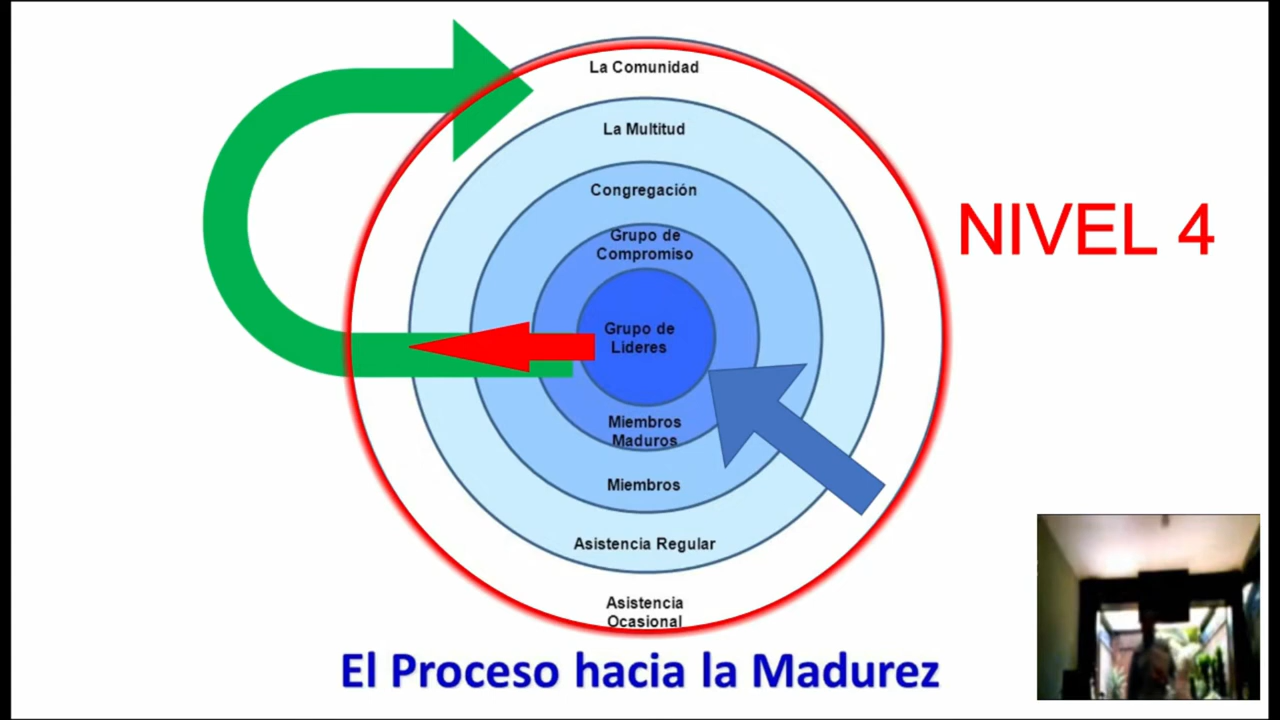 La Comunidad
La Multitud
Congregación
Grupo de
Compromiso
NIVEL 4
Grupo de
Lideres
Miembros
Maduros
Miembros
Asistencia Regular
Asistencia
Ocasional
El Proceso hacia la Madurez